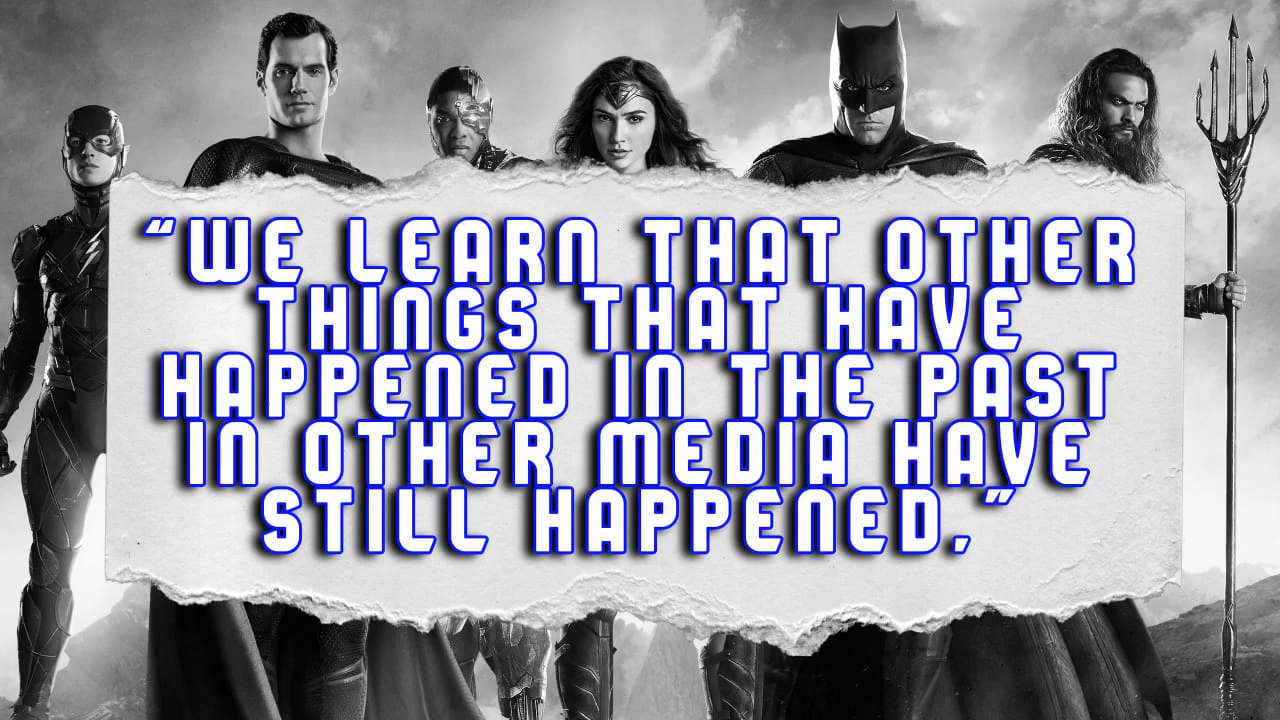 “WE LEARN THAT OTHER
THINGS THAT HAVE
HAPPENED IN THE PAST
IN OTHER MEDIA HAVE
STILL HAPPENED,”